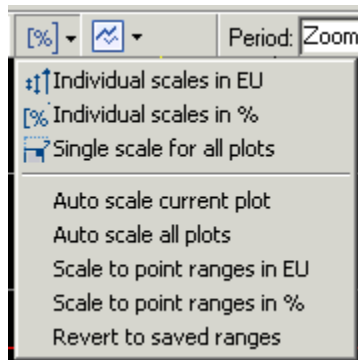 [%] Period: Zoom
Individual scales in EU
[% Individual scales in %
Single scale for all plots
Auto scale current plot
Auto scale all plots
Scale to point ranges in EU
Scale to point ranges in %
Revert to saved ranges